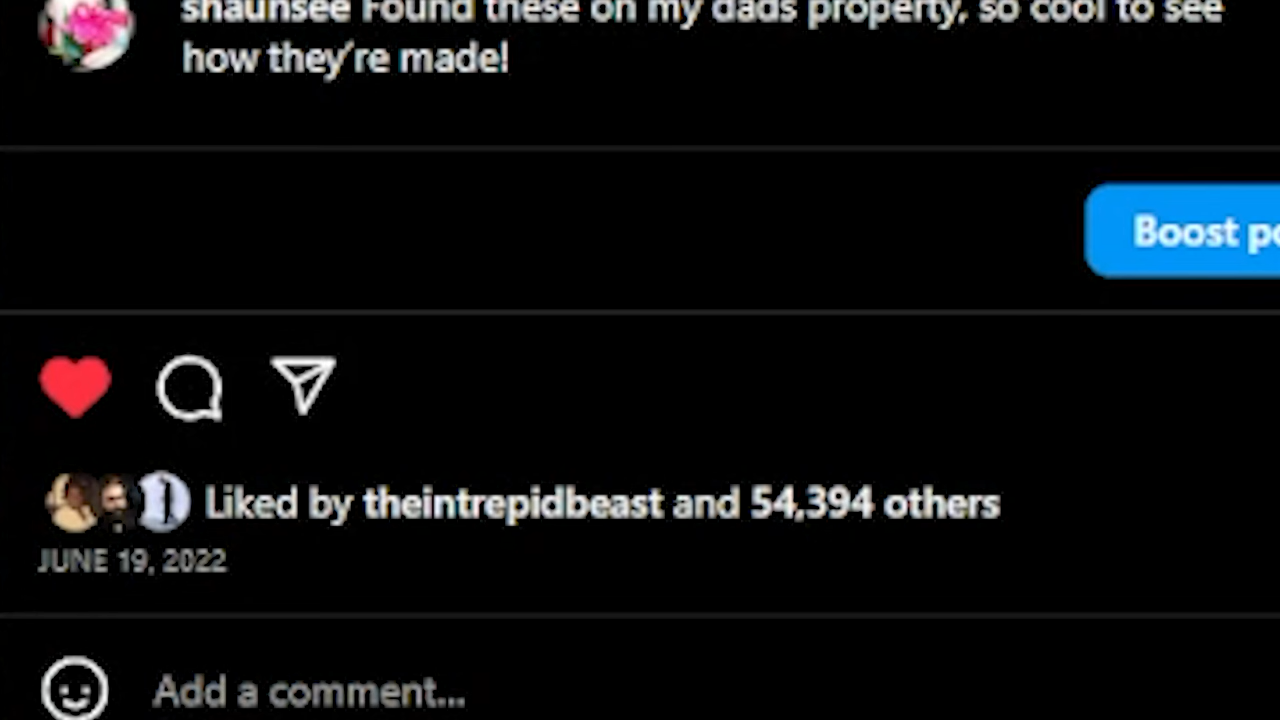 shaunsee Found these on my dads property, so cool to see
how they're made!
Boost po
Liked by theintrepidbeast and 54,394 others
JUNE 19, 2022
Add a comment...